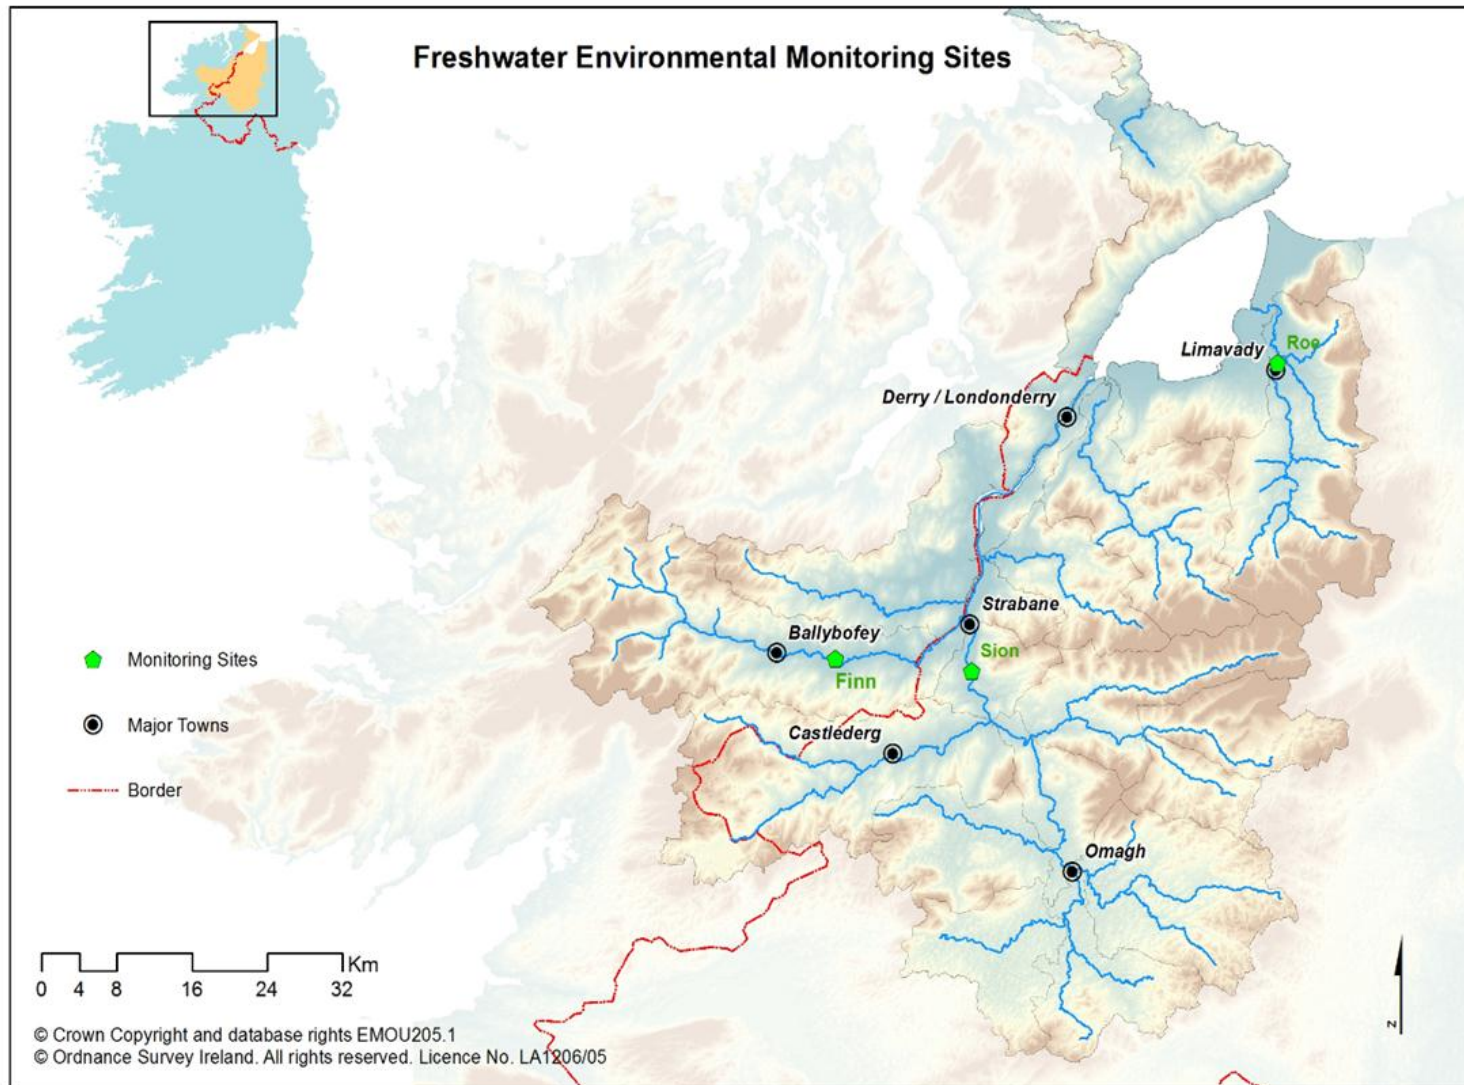 Freshwater Environmental Monitoring Sites
Limavady
Roe
Derry / Londonderry
Strabane
Ballybofey
Sion
Finn
Castlederg
Omagh
Monitoring Sites
Major Towns
Border
Km
0 4 8 16 24 32
N
© Crown Copyright and database rights EMOU205.1
© Ordnance Survey Ireland. All rights reserved. Licence No. LA1206/05